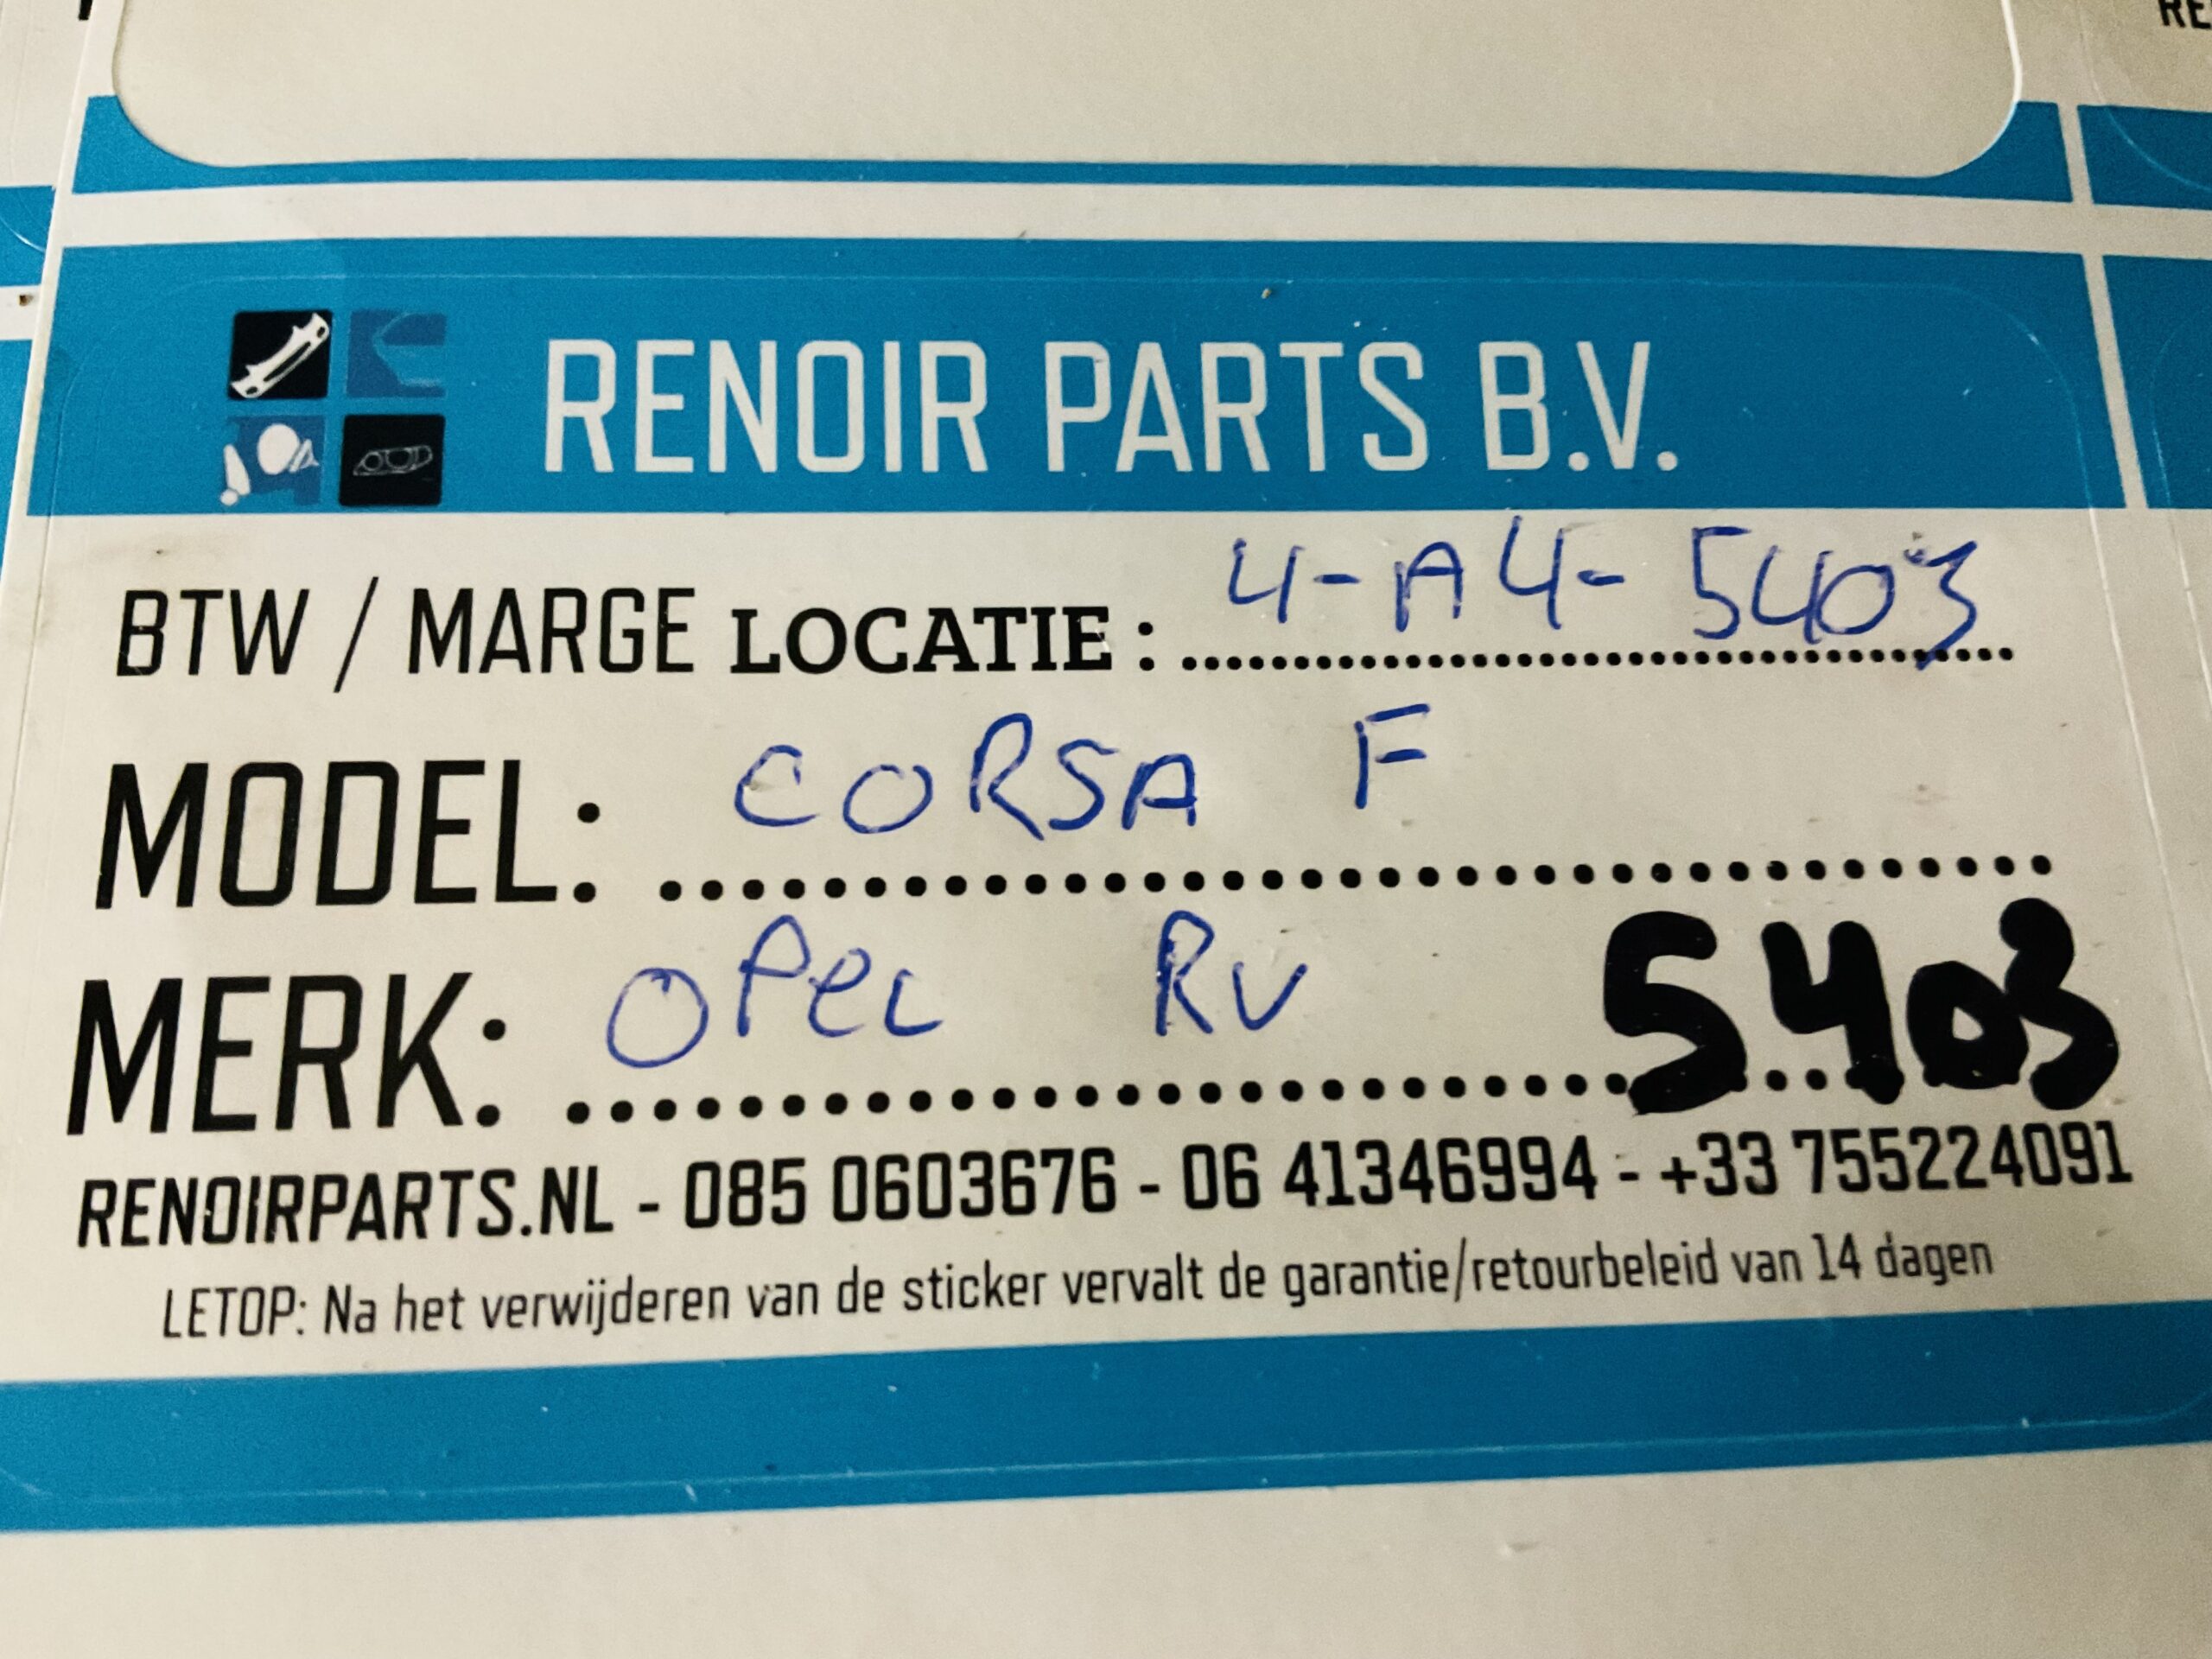 RE
RENOIR PARTS B.V.
BTW / MARGE LOCATIE : 4-A4-5403
MODEL: CORSA F
MERK: OPEL RV 5403
RENOIRPARTS.NL - 085 0603676 - 06 41346994 - +33 755224091
LETOP: Na het verwijderen van de sticker vervalt de garantie/retourbeleid van 14 dagen